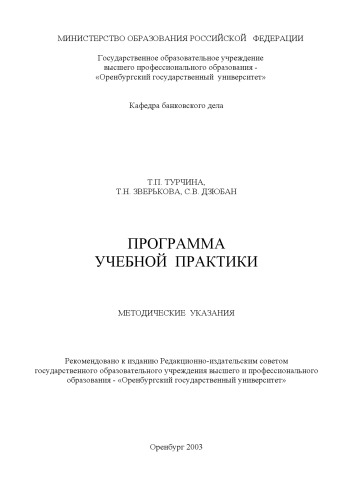 МИНИСТЕРСТВО ОБРАЗОВАНИЯ РОССИЙСКОЙ ФЕДЕРАЦИИ
Государственное образовательное учреждение
высшего профессионального образования -
«Оренбургский государственный университет»
Кафедра банковского дела
Т.П. ТУРЧИНА,
Т.Н. ЗВЕРЬКОВА, С.В. ДЗЮБАН
ПРОГРАММА
УЧЕБНОЙ ПРАКТИКИ
МЕТОДИЧЕСКИЕ УКАЗАНИЯ
Рекомендовано к изданию Редакционно-издательским советом
государственного образовательного учреждения высшего и профессионального
образования - «Оренбургский государственный университет»
Оренбург 2003